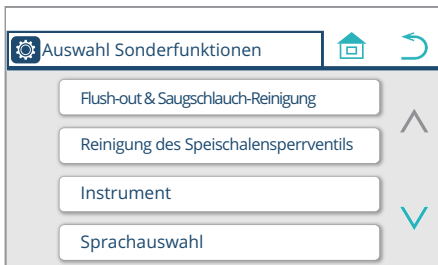 Auswahl Sonderfunktionen
Flush-out & Saugschlauch-Reinigung
Reinigung des Speischalensperrventils
Instrument
Sprachauswahl